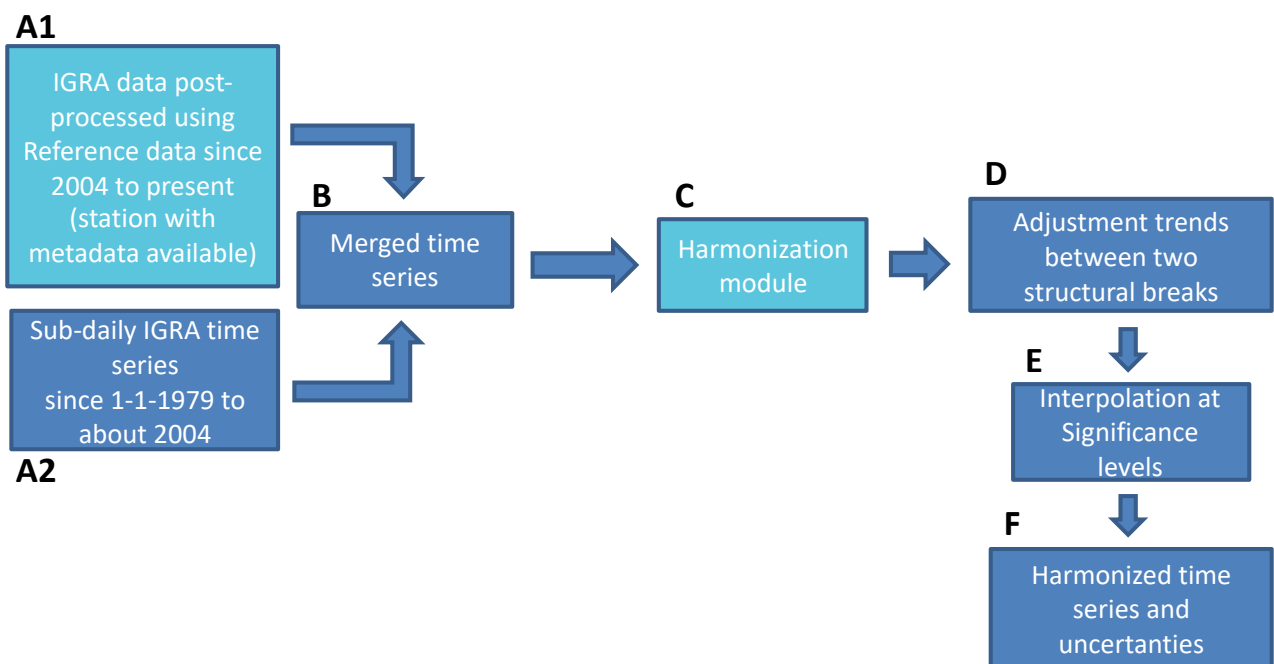 A1
IGRA data post-
processed using
Reference data since
2004 to present
(station with
metadata available)
Sub-daily IGRA time
series
since 1-1-1979 to
about 2004
A2
B
Merged time
series
C
Harmonization
module
D
Adjustment trends
between two
structural breaks
E
Interpolation at
Significance
levels
F
Harmonized time
series and
uncertanties